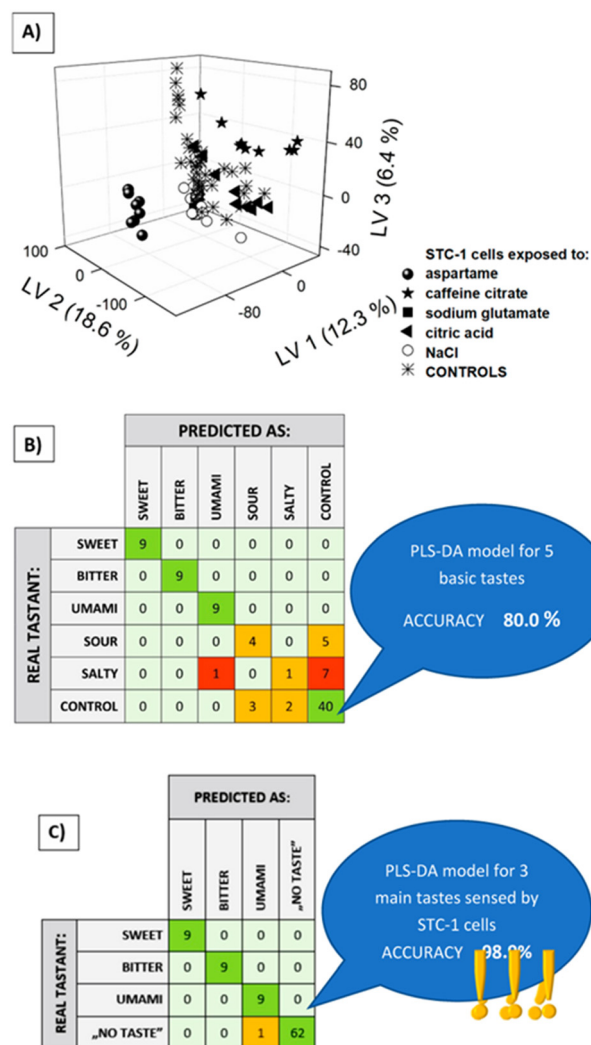 A)
80
40
0
-40
LV 3 (6.4 %)
100
0
-100
LV 2 (18.6 %)
-80
0
LV 1 (12.3 %)
STC-1 cells exposed to:
aspartame
caffeine citrate
sodium glutamate
citric acid
NaCl
CONTROLS
B)
PREDICTED AS:
SWEET
BITTER
UMAMI
SOUR
SALTY
CONTROL
REAL TASTANT:
SWEET 9 0 0 0 0 0
BITTER 0 9 0 0 0 0
UMAMI 0 0 9 0 0 0
SOUR 0 0 0 4 0 5
SALTY 0 0 1 0 1 7
CONTROL 0 0 0 3 2 40
PLS-DA model for 5
basic tastes
ACCURACY 80.0 %
C)
PREDICTED AS:
SWEET
BITTER
UMAMI
„NO TASTE"
REAL TASTANT:
SWEET 9 0 0 0
BITTER 0 9 0 0
UMAMI 0 0 9 0
„NO TASTE" 0 0 1 62
PLS-DA model for 3
main tastes sensed by
STC-1 cells
ACCURACY
!!!